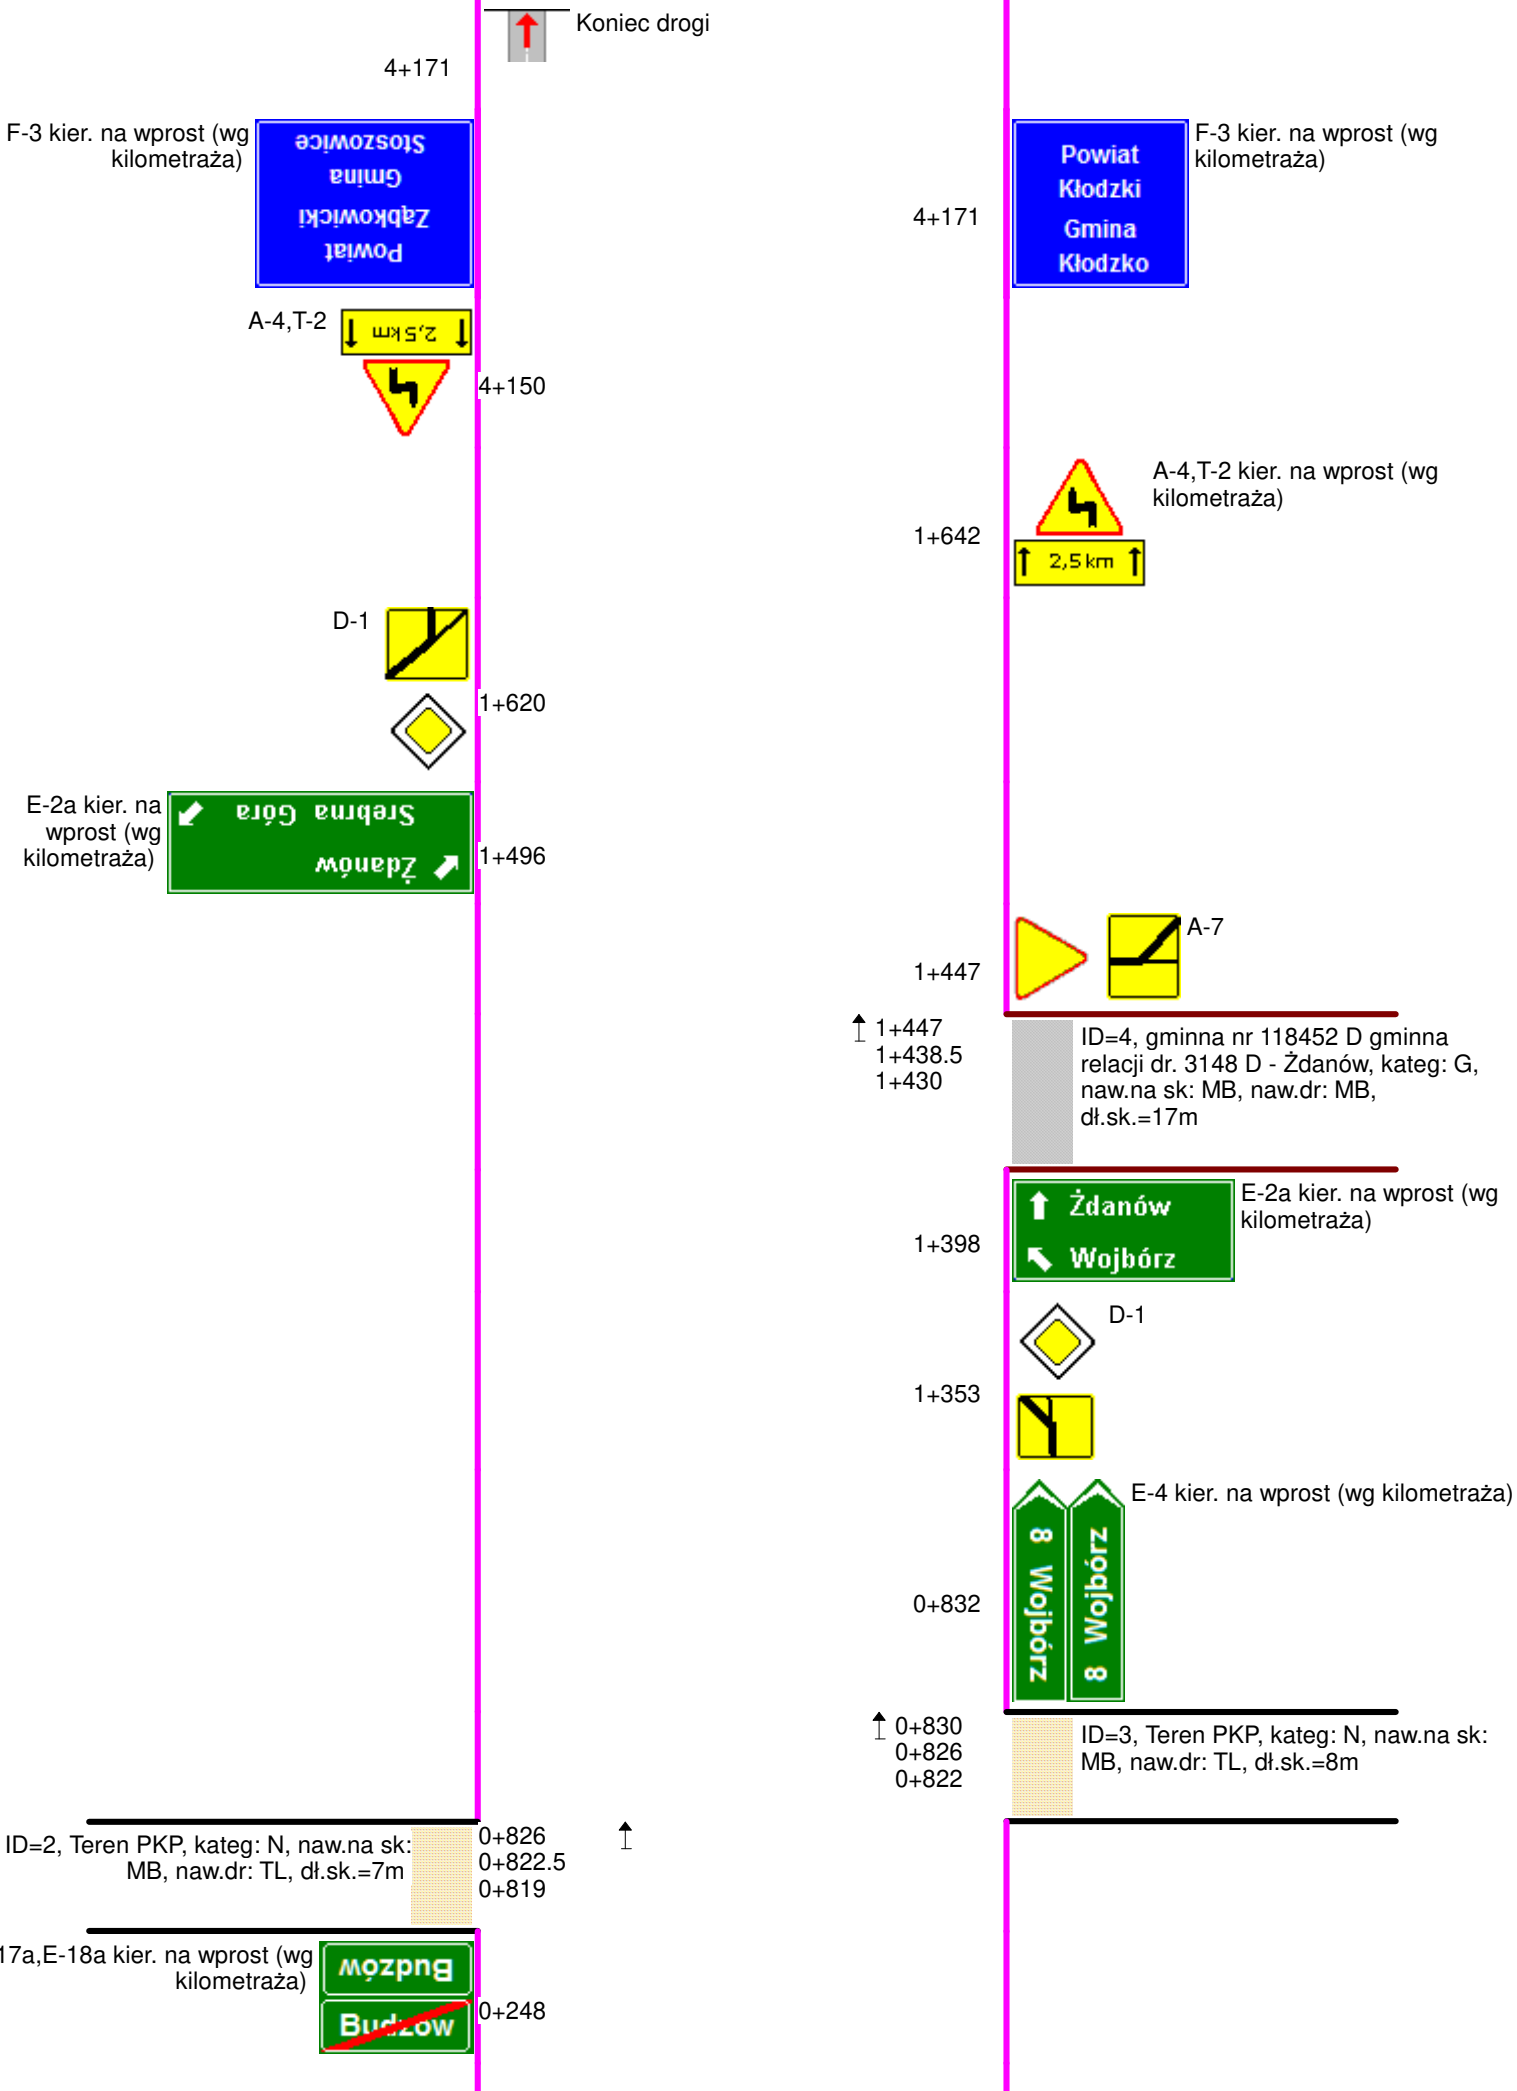 Koniec drogi
4+171
F-3 kier. na wprost (wg
kilometraża)
Stoszowice
Gmina
Ząbkowicki
Powiat
F-3 kier. na wprost (wg
kilometraża)
Powiat
Kłodzki
Gmina
Kłodzko
4+171
A-4,T-2
2,5km
4+150
A-4,T-2 kier. na wprost (wg
kilometraża)
1+642
2,5km
D-1
1+620
E-2a kier. na
wprost (wg
kilometraża)
Srebrna Góra
Żdanów
1+496
A-7
1+447
1+447
1+438.5
1+430
ID=4, gminna nr 118452 D gminna
relacji dr. 3148 D - Żdanów, kateg: G,
naw.na sk: MB, naw.dr: MB,
dł.sk.=17m
E-2a kier. na wprost (wg
kilometraża)
Żdanów
Wojbórz
1+398
D-1
1+353
E-4 kier. na wprost (wg kilometraża)
8 Wojbórz
8 Wojbórz
0+832
0+830
0+826
0+822
ID=3, Teren PKP, kateg: N, naw.na sk:
MB, naw.dr: TL, dł.sk.=8m
ID=2, Teren PKP, kateg: N, naw.na sk:
MB, naw.dr: TL, dł.sk.=7m
0+826
0+822.5
0+819
17a,E-18a kier. na wprost (wg
kilometraża)
Budzów
Budzów
0+248